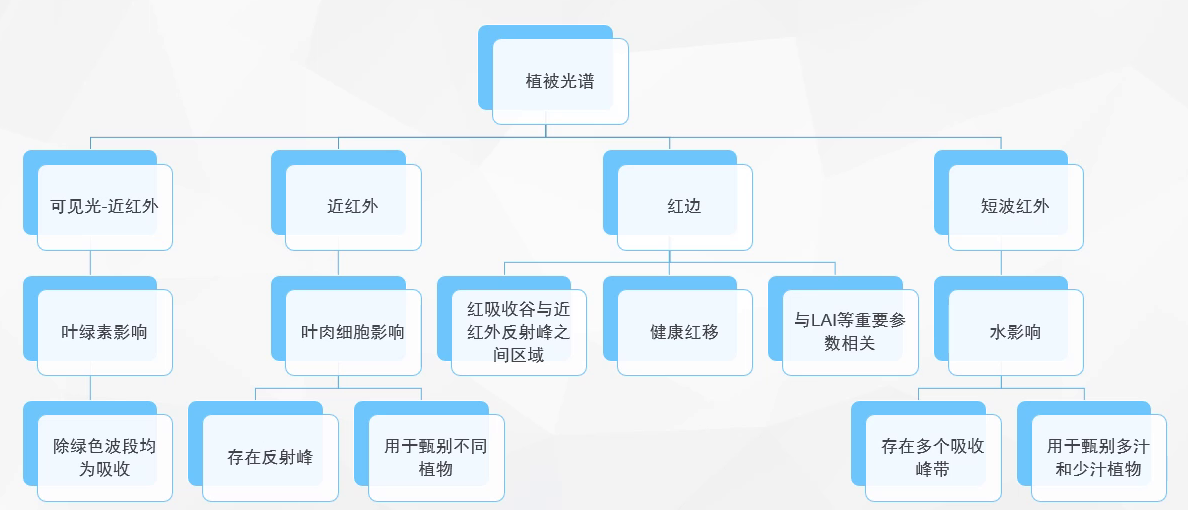 植被光谱
可见光-近红外
近红外
红边
短波红外
叶绿素影响
叶肉细胞影响
红吸收谷与近
红外反射峰之
间区域
健康红移
与LAI等重要参
数相关
水影响
除绿色波段均
为吸收
存在反射峰
用于甄别不同
植物
存在多个吸收
峰带
用于甄别多汁
和少汁植物